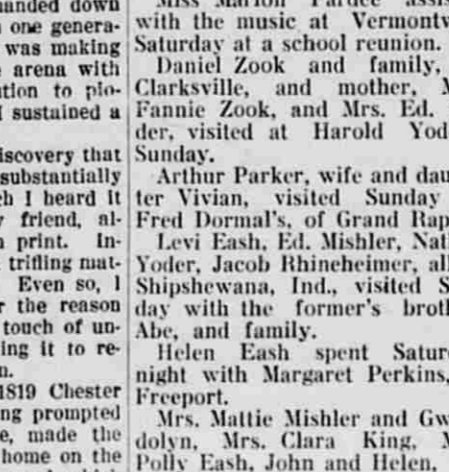 handed down
one genera-
was making
arena with
tion to pio-
sustained a
iscovery that
substantially
ch I heard it
friend, al-
print. In-
trifling mat-
Even so, I
r the reason
touch of un-
ing it to re-
n.
1819 Chester
ng prompted
e, made the
home on the
Miss Marion Pardee assis
with the music at Vermontv
Saturday at a school reunion.
Daniel Zook and family,
Clarksville, and mother, M
Fannie Zook, and Mrs. Ed.
der, visited at Harold Yod
Sunday.
Arthur Parker, wife and dau
ter Vivian, visited Sunday
Fred Dormal's, of Grand Rap
Levi Eash, Ed. Mishler, Nat
Yoder, Jacob Rhineheimer, al
Shipshewana, Ind., visited S
day with the former's broth
Abe, and family.
Helen Eash spent Satur
night with Margaret Perkins,
Freeport.
Mrs. Mattie Mishler and Gw
dolyn, Mrs. Clara King, M
Polly Eash, John and Helen,